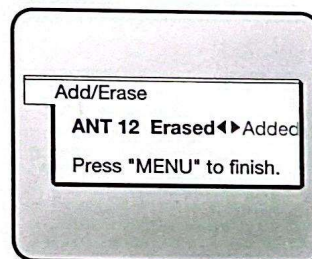 Add/Erase
ANT 12 Erased◀▶Added
Press "MENU" to finish.